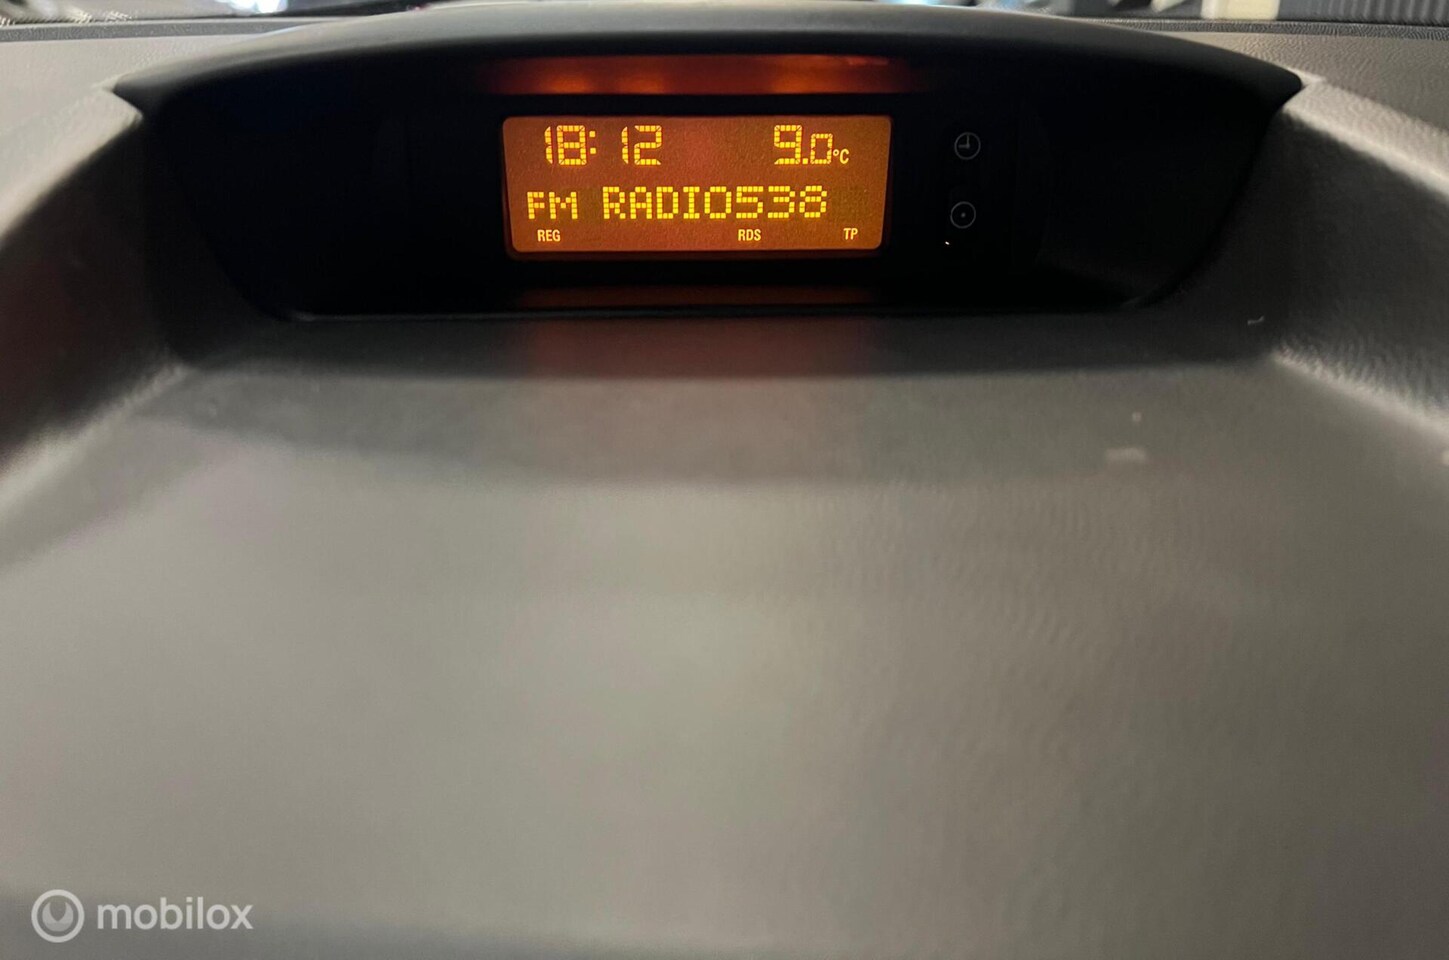 18:12 9.0°C
FM RADIO538
REG RDS TP
mobilox